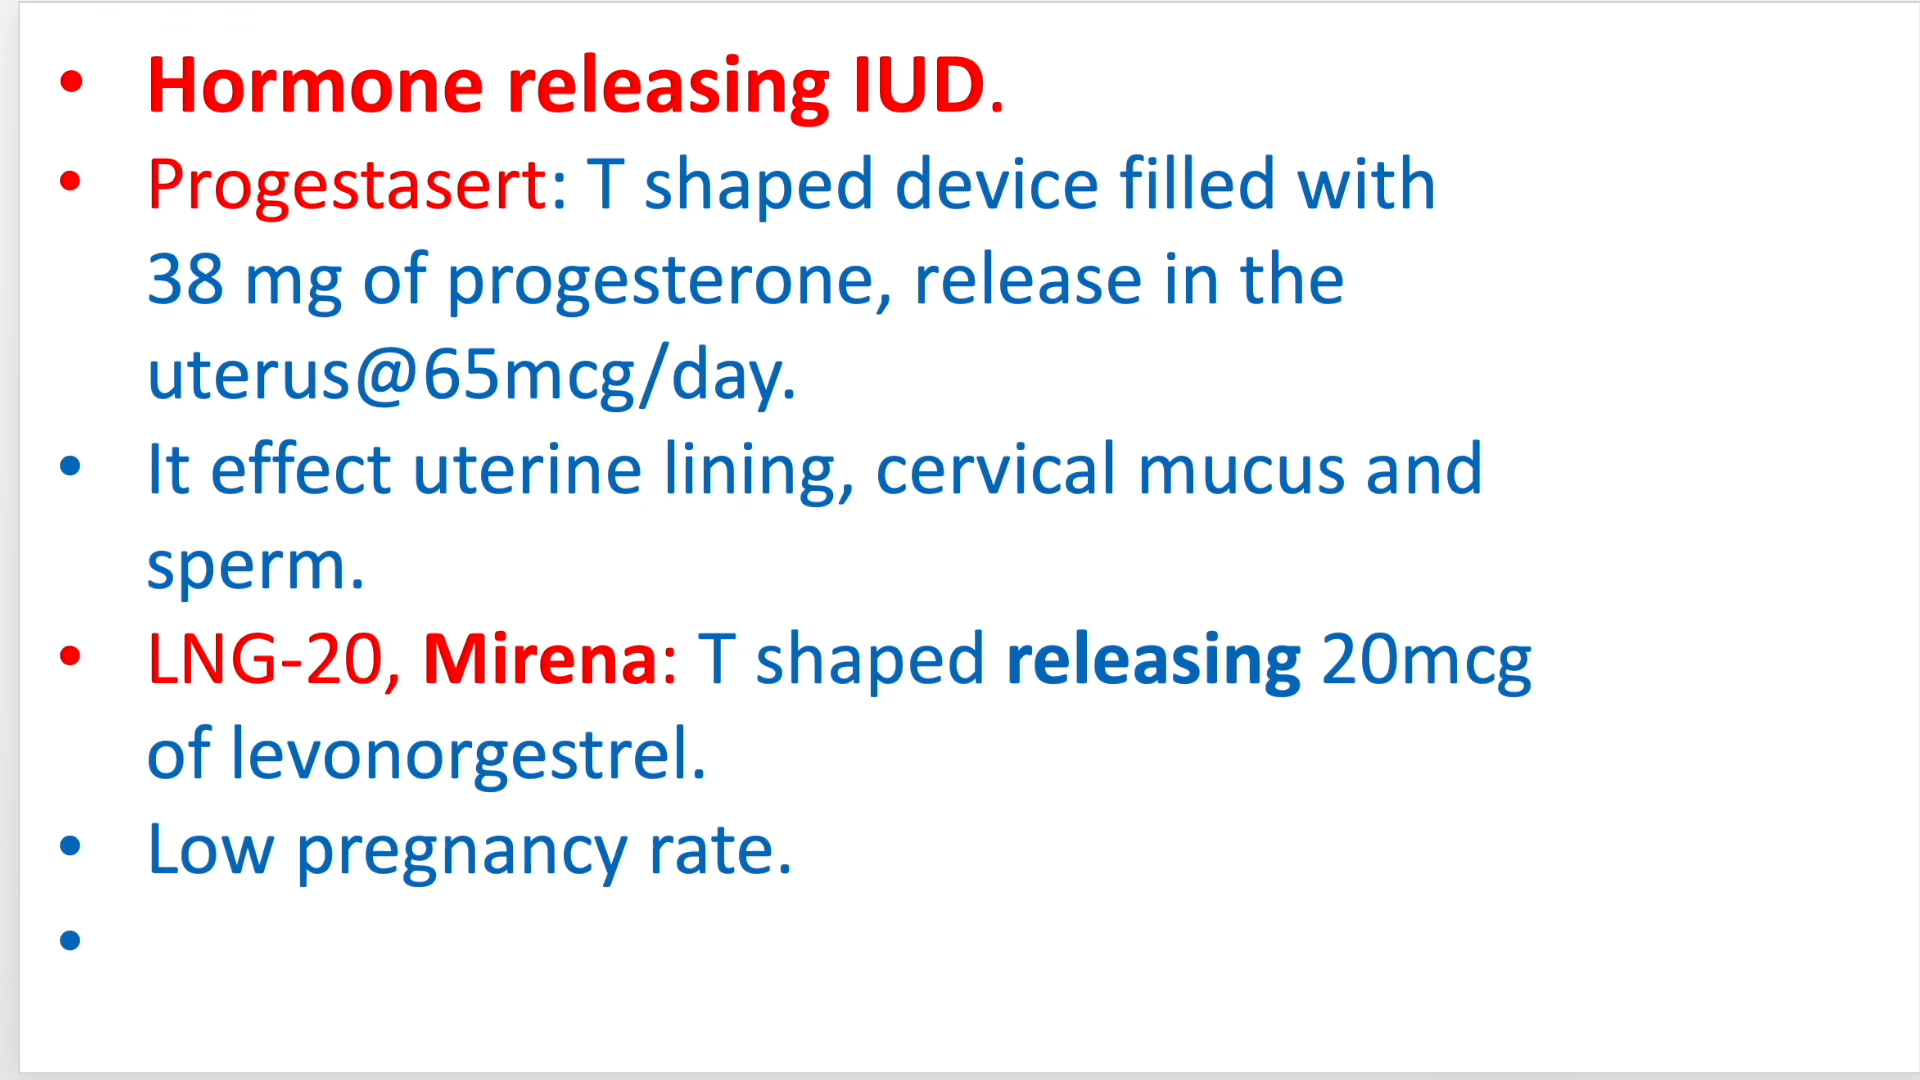 • Hormone releasing IUD.
• Progestasert: T shaped device filled with
38 mg of progesterone, release in the
uterus@65mcg/day.
• It effect uterine lining, cervical mucus and
sperm.
• LNG-20, Mirena: T shaped releasing 20mcg
of levonorgestrel.
• Low pregnancy rate.
•